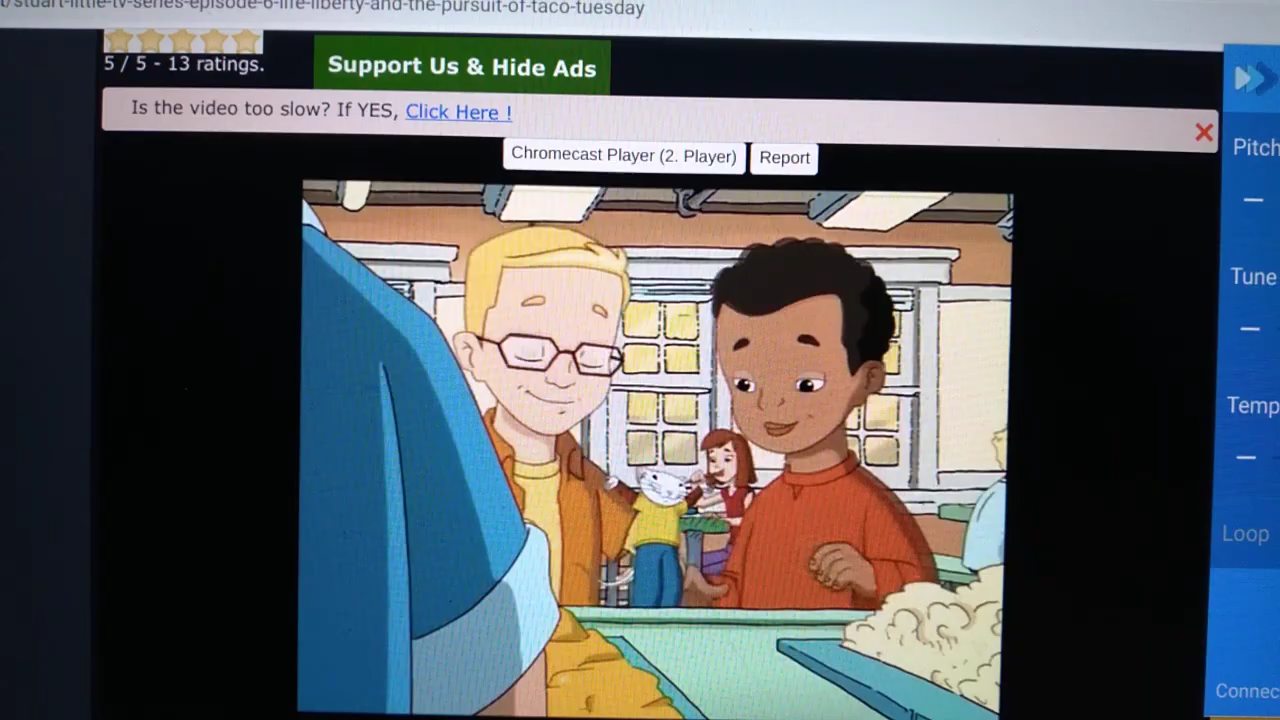 t/stuart-little-tv-series-episode-6-life-liberty-and-the-pursuit-of-taco-tuesday
5 / 5 - 13 ratings.
Support Us & Hide Ads
Is the video too slow? If YES, Click Here !
Chromecast Player (2. Player)
Report
Pitch
Tune
Temp
Loop
Connec